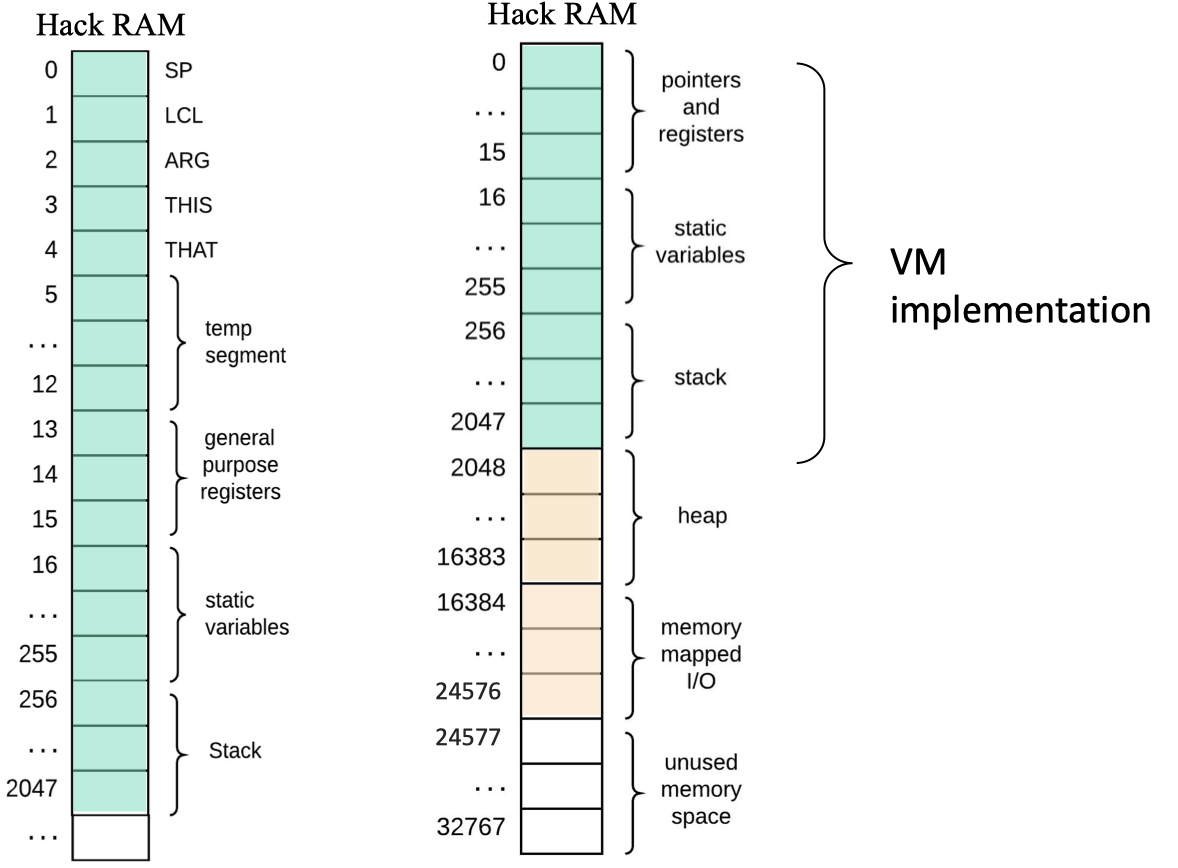 Hack RAM
0 SP
1 LCL
2 ARG
3 THIS
4 THAT
5
...
12
temp
segment
13
14
15
general
purpose
registers
16
...
255
static
variables
256
...
2047
Stack
...
Hack RAM
0
...
15
pointers
and
registers
16
...
255
static
variables
256
...
2047
stack
2048
...
16383
heap
16384
...
24576
memory
mapped
I/O
24577
...
32767
unused
memory
space
VM
implementation